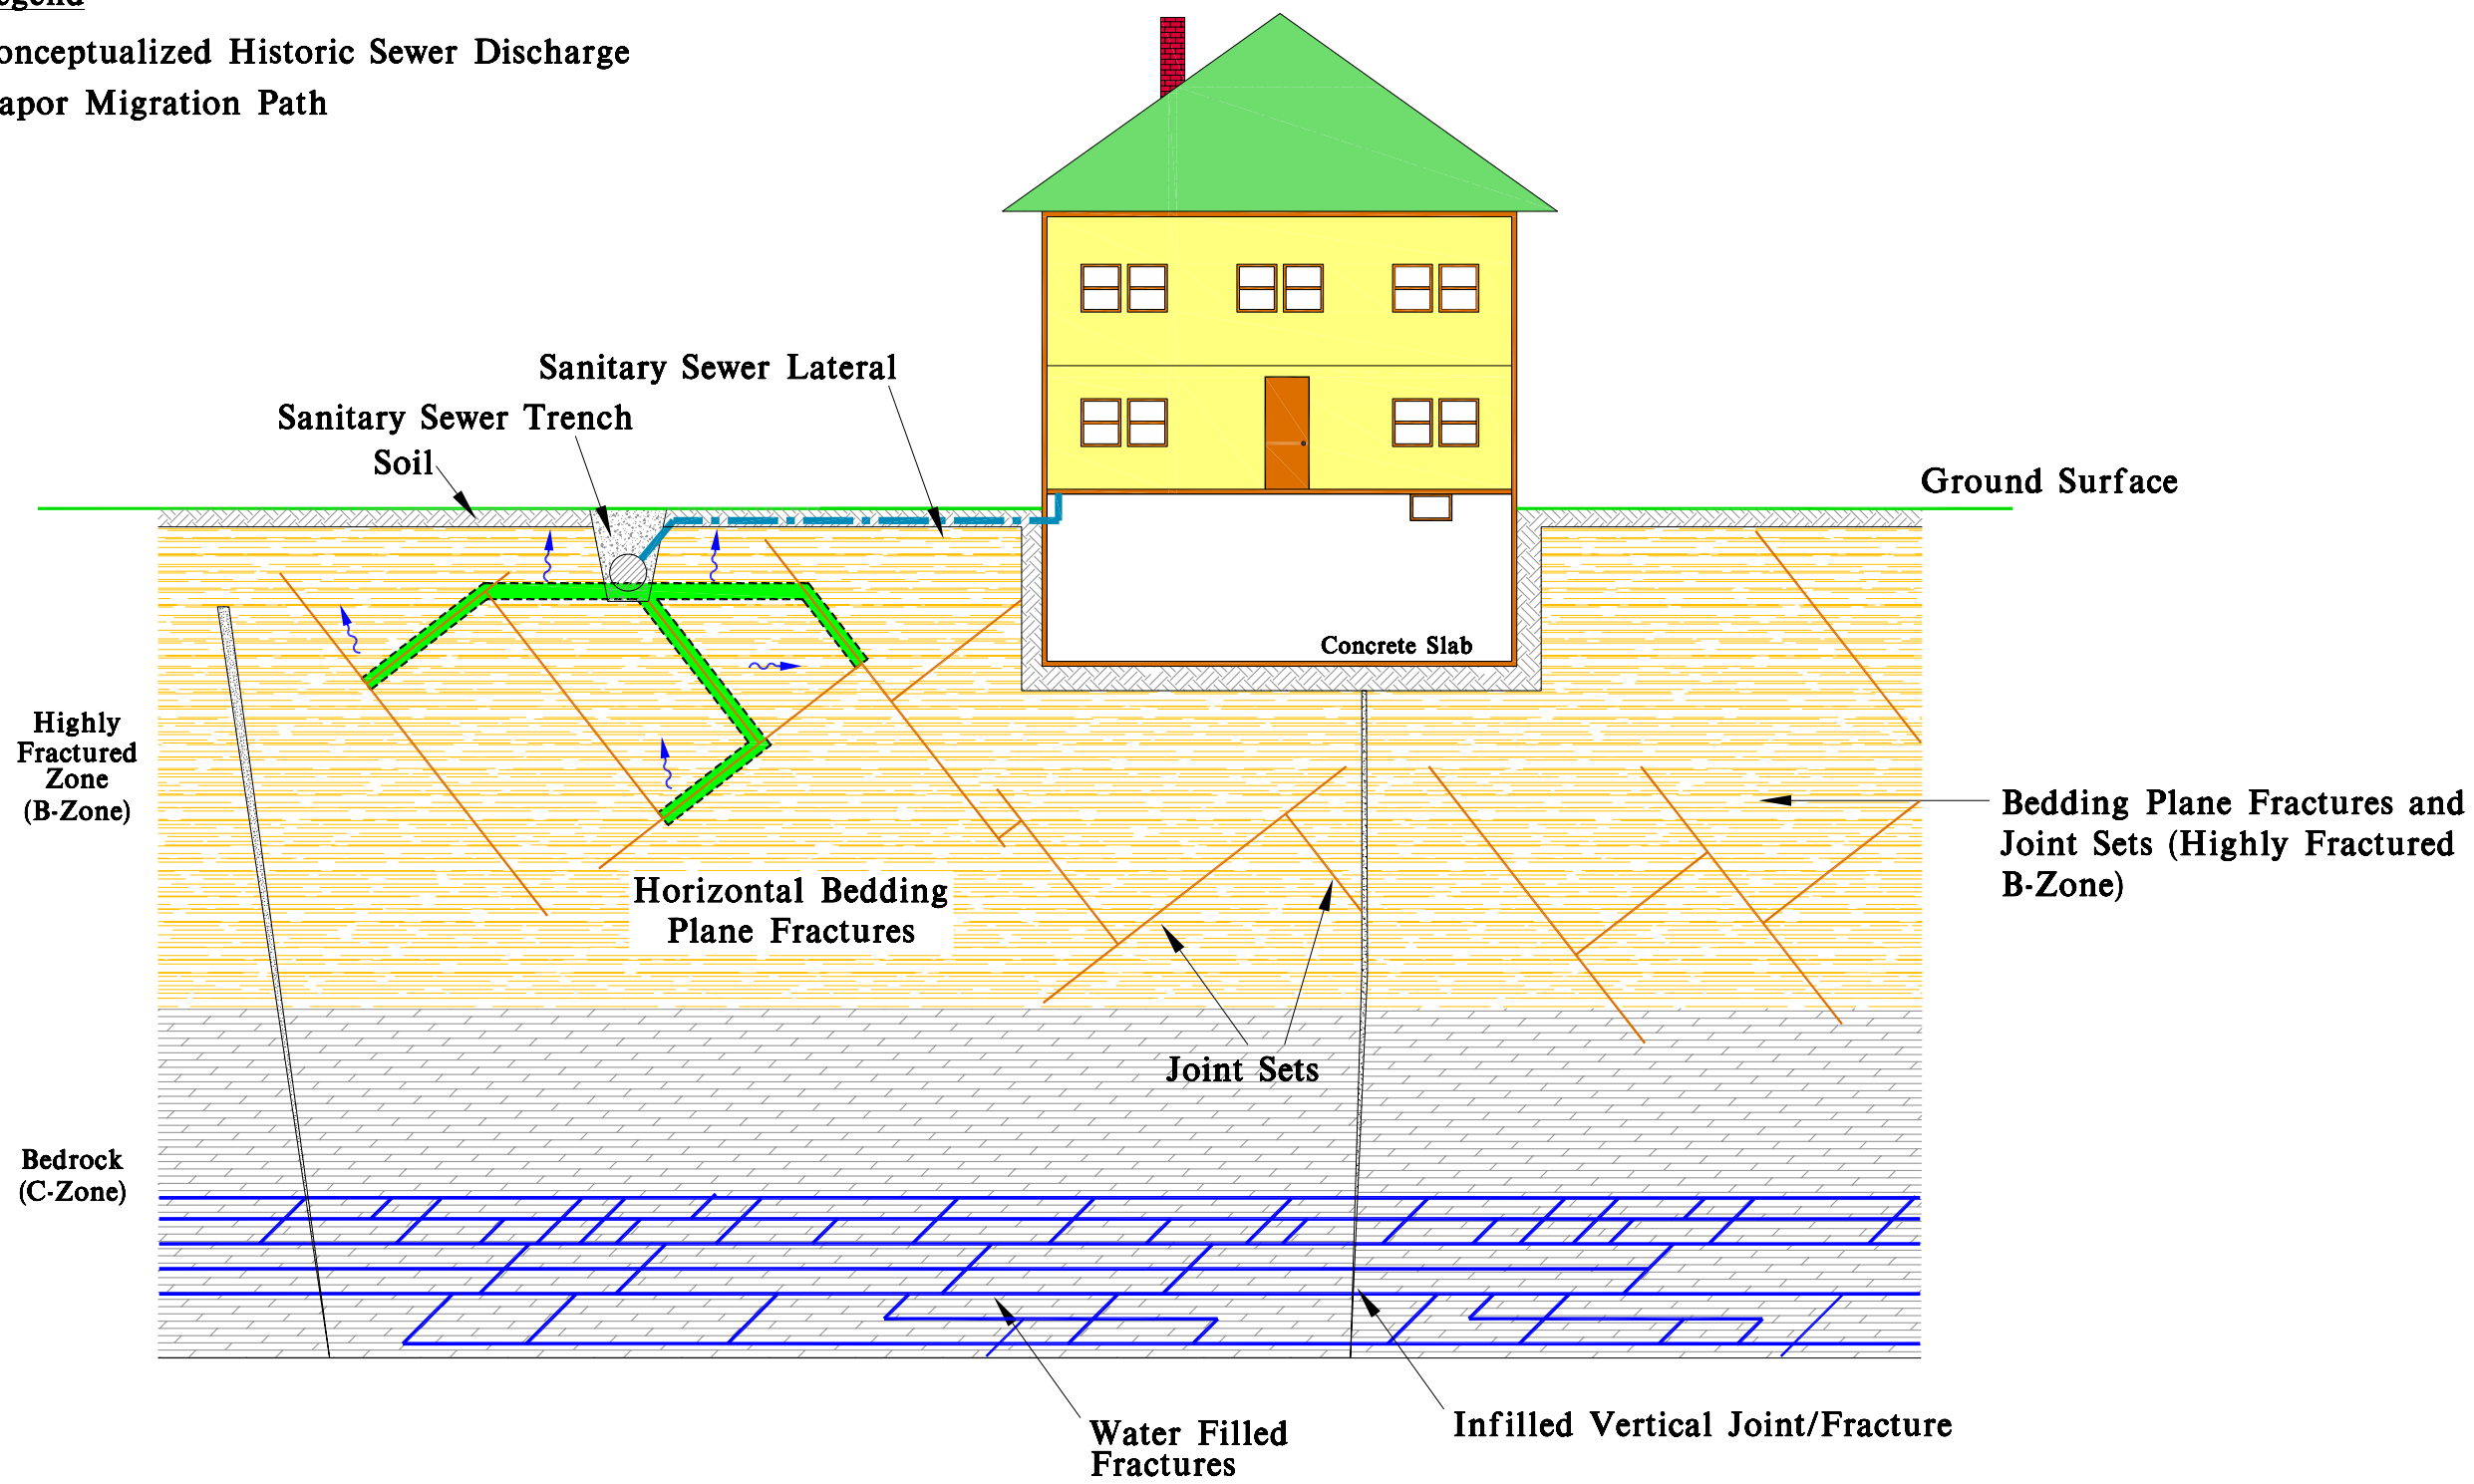 egend
onceptualized Historic Sewer Discharge
apor Migration Path
Sanitary Sewer Lateral
Sanitary Sewer Trench
Soil
Ground Surface
Concrete Slab
Highly
Fractured
Zone
(B-Zone)
Bedding Plane Fractures and
Joint Sets (Highly Fractured
B-Zone)
Horizontal Bedding
Plane Fractures
Joint Sets
Bedrock
(C-Zone)
Water Filled
Fractures
Infilled Vertical Joint/Fracture